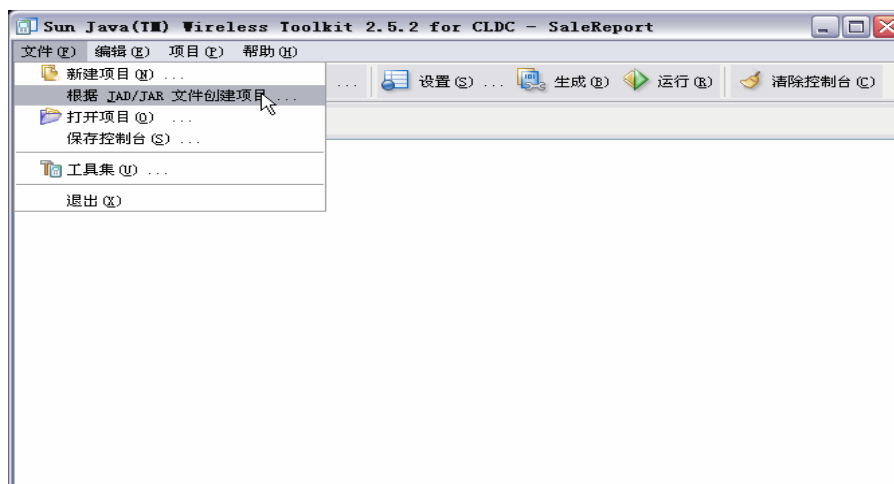 Sun Java(TM) Wireless Toolkit 2.5.2 for CLDC - SaleReport
文件(F) 编辑(E) 项目(P) 帮助(H)
新建项目(N) ...
... 设置(S) ... 生成(B) 运行(R) 清除控制台(C)
根据 JAD/JAR 文件创建项目 ...
打开项目(O) ...
保存控制台(S) ...
工具集(U) ...
退出(X)